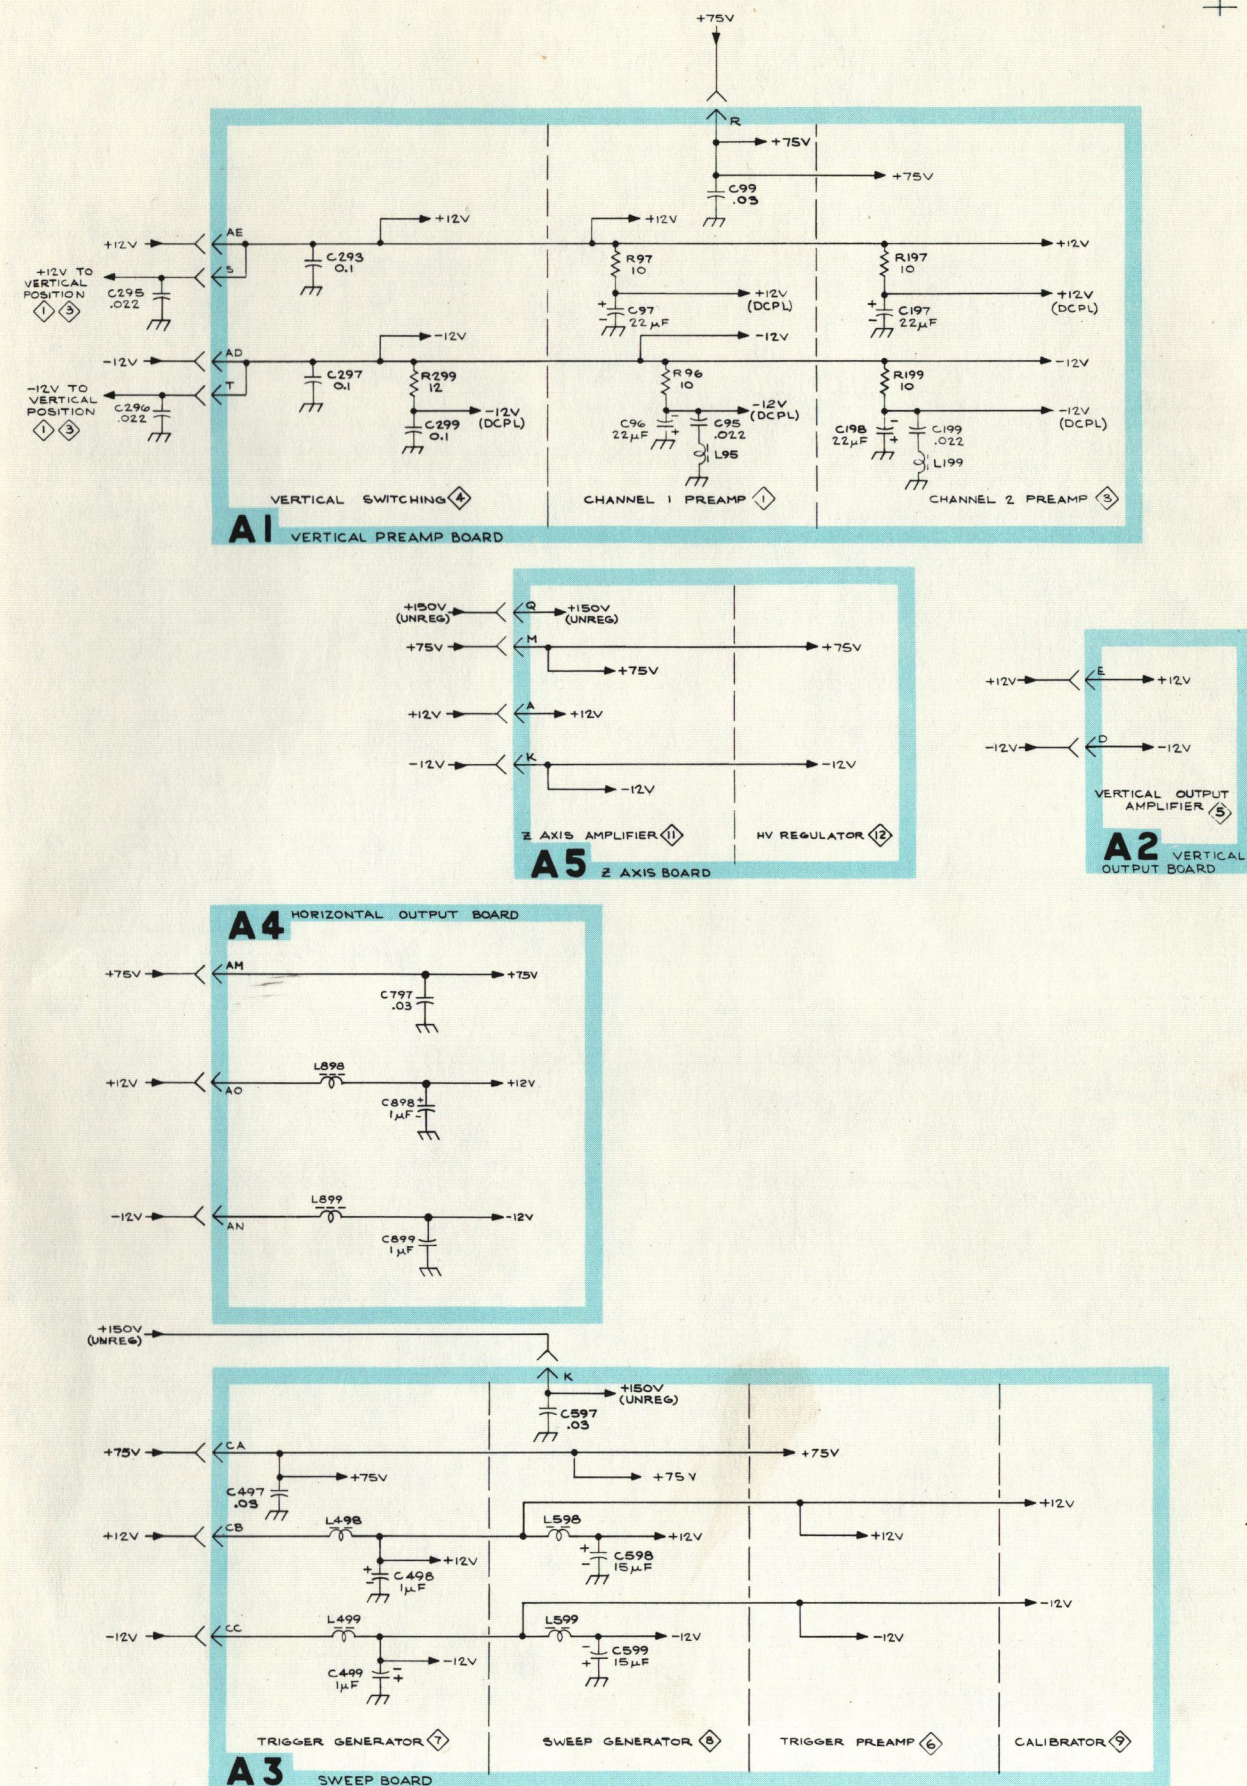 +75V
R
+75V
+75V
C99
.03
+12V
+12V
AE
+12V
+12V
C293
0.1
R97
10
R197
10
S
+12V TO
VERTICAL
POSITION
1 3
C295
.022
+12V
(DCPL)
+12V
(DCPL)
+
-
C97
22µF
+
-
C197
22µF
-12V
-12V
-12V
AD
-12V
C297
0.1
R299
12
R96
10
R199
10
T
-12V TO
VERTICAL
POSITION
1 3
C296
.022
-12V
(DCPL)
-12V
(DCPL)
-12V
(DCPL)
C299
0.1
C96
22µF
-
+
C95
.022
L95
C198
22µF
-
+
C199
.022
L199
VERTICAL SWITCHING 4
CHANNEL 1 PREAMP 1
CHANNEL 2 PREAMP 3
A1 VERTICAL PREAMP BOARD
+150V
(UNREG)
Q
+150V
(UNREG)
+75V
M
+75V
+75V
+12V
A
+12V
-12V
K
-12V
-12V
Z AXIS AMPLIFIER 11
HV REGULATOR 12
A5 Z AXIS BOARD
+12V
E
+12V
-12V
D
-12V
VERTICAL OUTPUT
AMPLIFIER 5
A2 VERTICAL
OUTPUT BOARD
A4 HORIZONTAL OUTPUT BOARD
+75V
AM
+75V
C797
.03
L898
+12V
AO
+12V
C898
1µF
+
-
L899
-12V
AN
-12V
C899
1µF
+150V
(UNREG)
K
+150V
(UNREG)
C597
.03
+75V
CA
+75V
+75V
+75V
C497
.03
+12V
CB
L498
L598
+12V
+12V
+12V
+12V
+
-
C498
1µF
+
-
C598
15µF
-12V
CC
L499
L599
-12V
-12V
-12V
-12V
C499
1µF
-
+
-
+
C599
15µF
TRIGGER GENERATOR 7
SWEEP GENERATOR 8
TRIGGER PREAMP 6
CALIBRATOR 9
A3 SWEEP BOARD